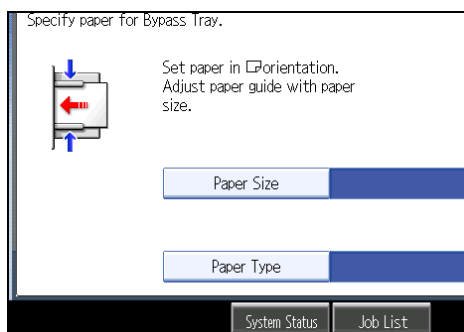 Specify paper for Bypass Tray.
Set paper in orientation.
Adjust paper guide with paper
size.
Paper Size
Paper Type
System Status
Job List